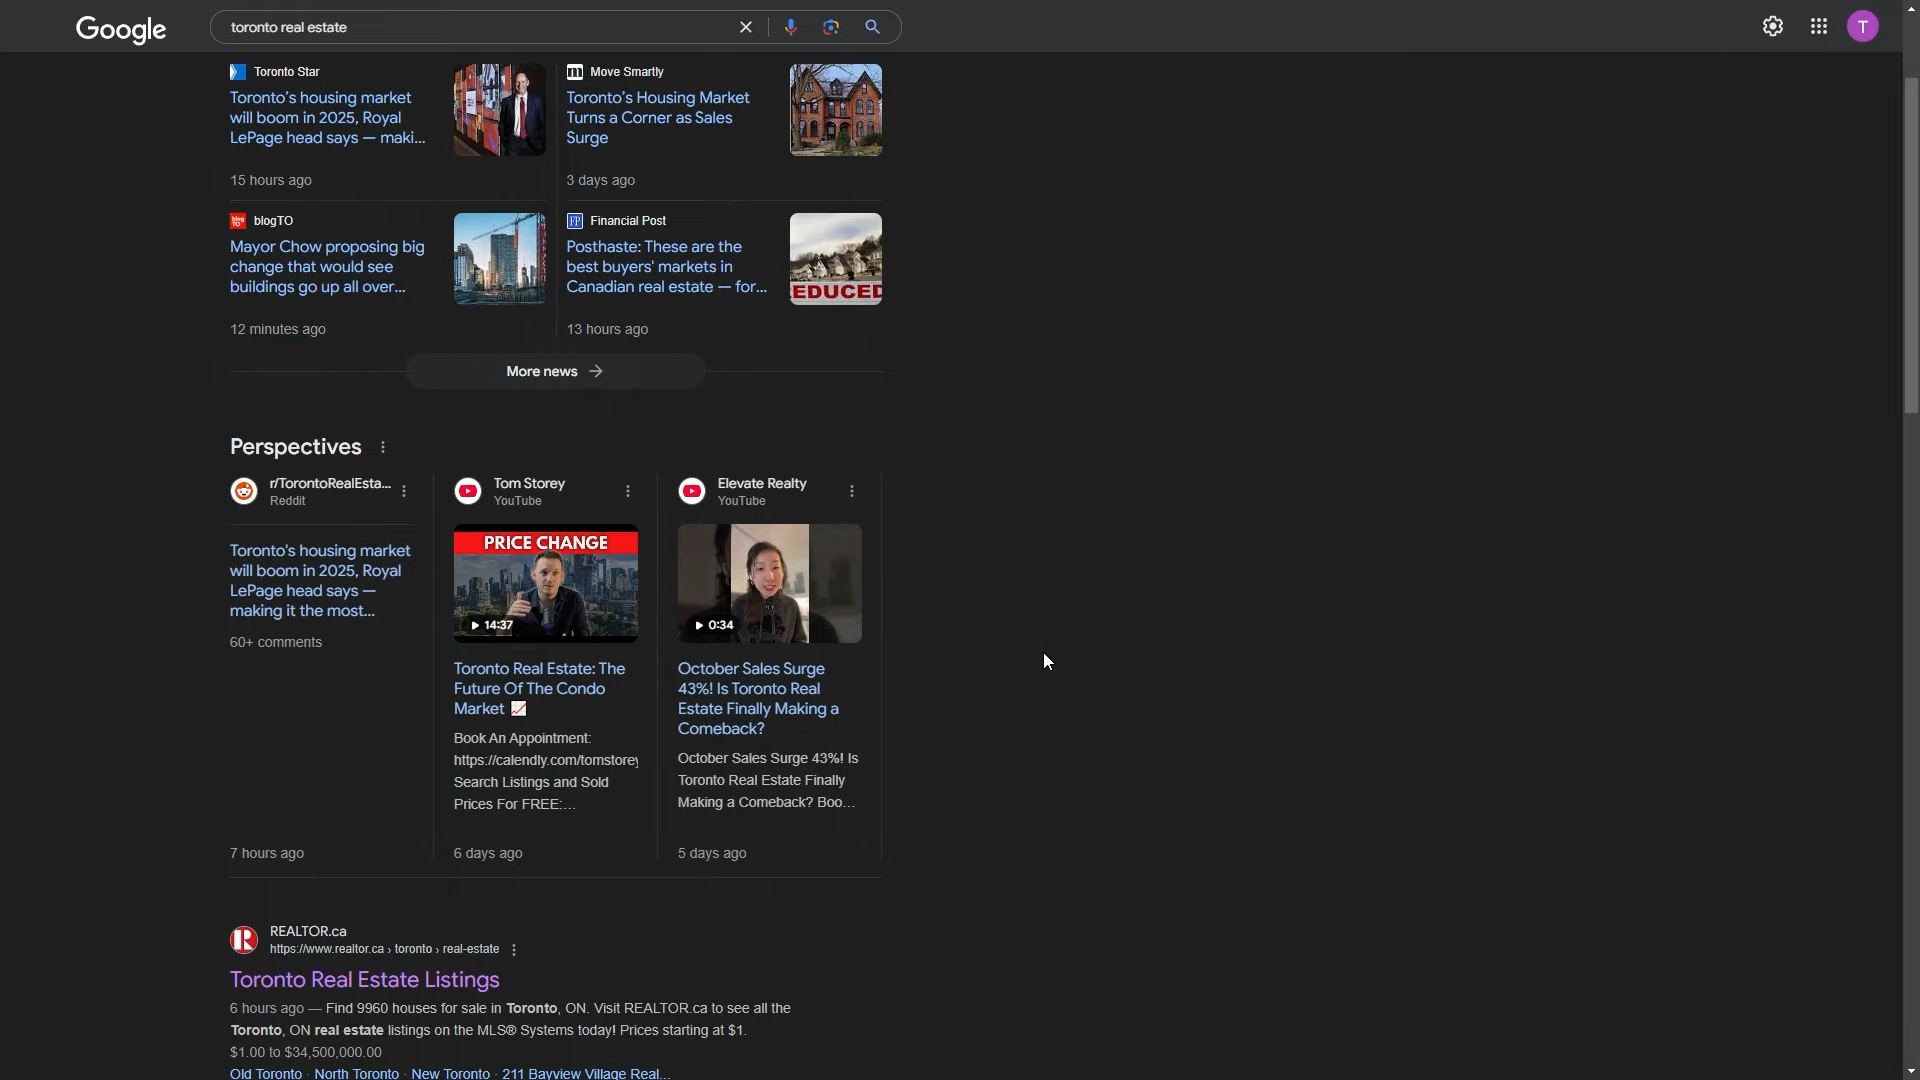 Google
toronto real estate
T
Toronto Star
Toronto’s housing market
will boom in 2025, Royal
LePage head says — maki...
15 hours ago
m Move Smartly
Toronto’s Housing Market
Turns a Corner as Sales
Surge
3 days ago
blog TO
blogTO
Mayor Chow proposing big
change that would see
buildings go up all over...
12 minutes ago
FP Financial Post
Posthaste: These are the
best buyers' markets in
Canadian real estate — for...
EDUCED
13 hours ago
More news →
Perspectives
r/TorontoRealEsta...
Reddit
Toronto's housing market
will boom in 2025, Royal
LePage head says —
making it the most...
60+ comments
7 hours ago
Tom Storey
YouTube
PRICE CHANGE
14:37
Toronto Real Estate: The
Future Of The Condo
Market 📈
Book An Appointment:
https://calendly.com/tomstorey
Search Listings and Sold
Prices For FREE:...
6 days ago
Elevate Realty
YouTube
0:34
October Sales Surge
43%! Is Toronto Real
Estate Finally Making a
Comeback?
October Sales Surge 43%! Is
Toronto Real Estate Finally
Making a Comeback? Boo...
5 days ago
R
REALTOR.ca
https://www.realtor.ca › toronto › real-estate
Toronto Real Estate Listings
6 hours ago — Find 9960 houses for sale in Toronto, ON. Visit REALTOR.ca to see all the
Toronto, ON real estate listings on the MLS® Systems today! Prices starting at $1.
$1.00 to $34,500,000.00
Old Toronto · North Toronto · New Toronto · 211 Bayview Village Real...